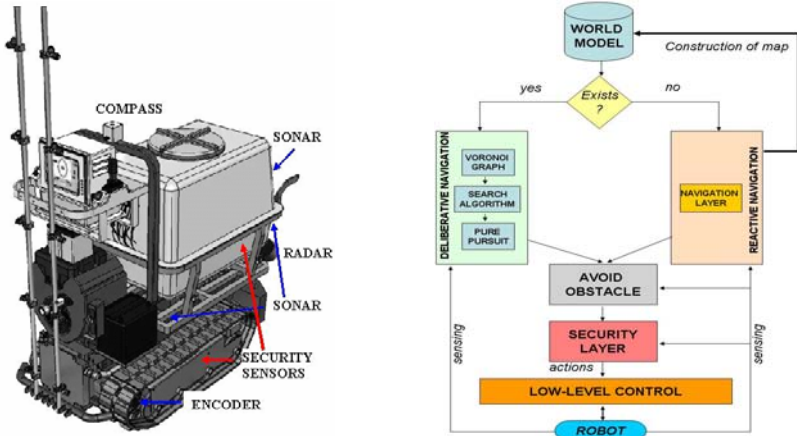 COMPASS
SONAR
RADAR
SONAR
SECURITY
SENSORS
ENCODER
WORLD
MODEL
Construction of map
yes
Exists
?
no
DELIBERATIVE NAVIGATION
VORONOI
GRAPH
SEARCH
ALGORITHM
PURE
PURSUIT
NAVIGATION
LAYER
REACTIVE NAVIGATION
AVOID
OBSTACLE
SECURITY
LAYER
sensing
actions
sensing
LOW-LEVEL CONTROL
ROBOT